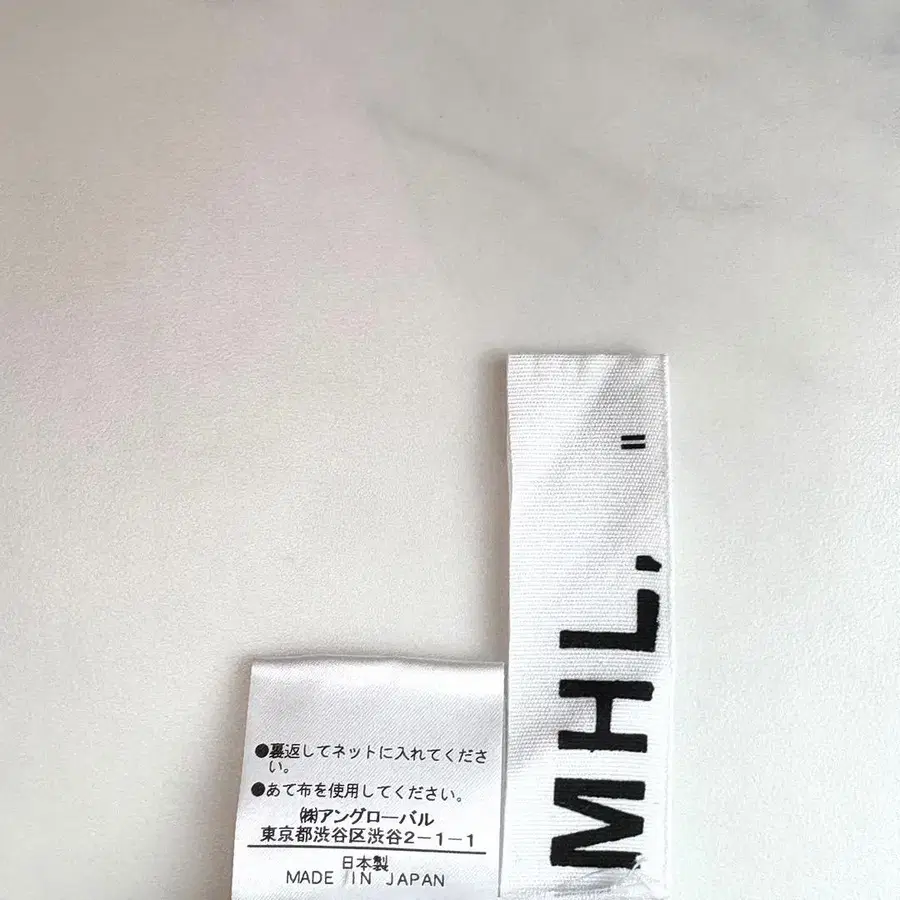 ●裏返してネットに入れてくださ
い。
●あて布を使用してください。
㈱アングローバル
東京都渋谷区渋谷2-1-1
日本製
MADE IN JAPAN
MHL, "